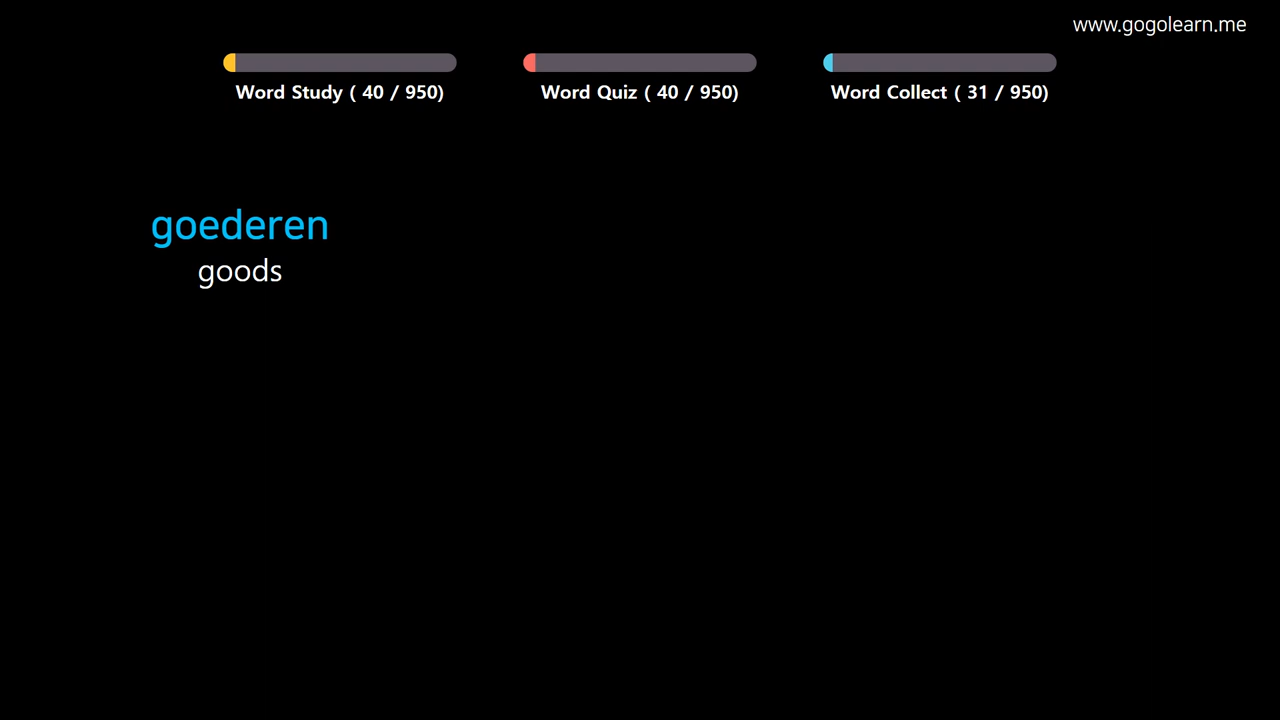 www.gogolearn.me
Word Study ( 40 / 950)
Word Quiz ( 40 / 950)
Word Collect ( 31 / 950)
goederen
goods